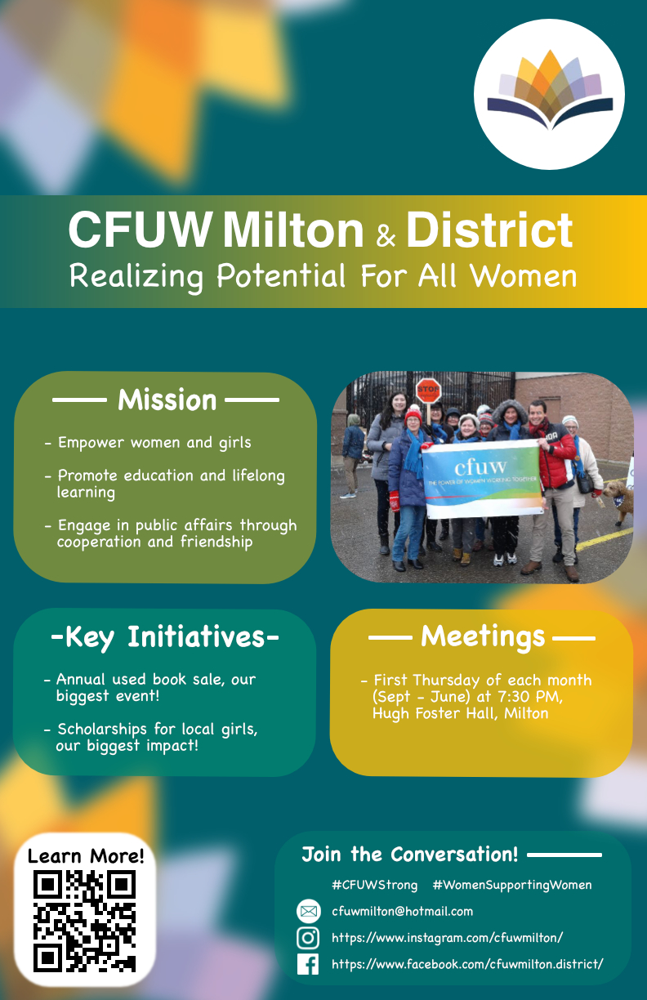 CFUW Milton & District
Realizing Potential For All Women
Mission
- Empower women and girls
- Promote education and lifelong
learning
- Engage in public affairs through
cooperation and friendship
STOP
cfuw
THE POWER OF WOMEN WORKING TOGETHER
-Key Initiatives-
- Annual used book sale, our
biggest event!
- Scholarships for local girls,
our biggest impact!
Meetings
- First Thursday of each month
(Sept - June) at 7:30 PM,
Hugh Foster Hall, Milton
Learn More!
Join the Conversation!
#CFUWStrong #WomenSupportingWomen
cfuwmilton@hotmail.com
https://www.instagram.com/cfuwmilton/
https://www.facebook.com/cfuwmilton.district/